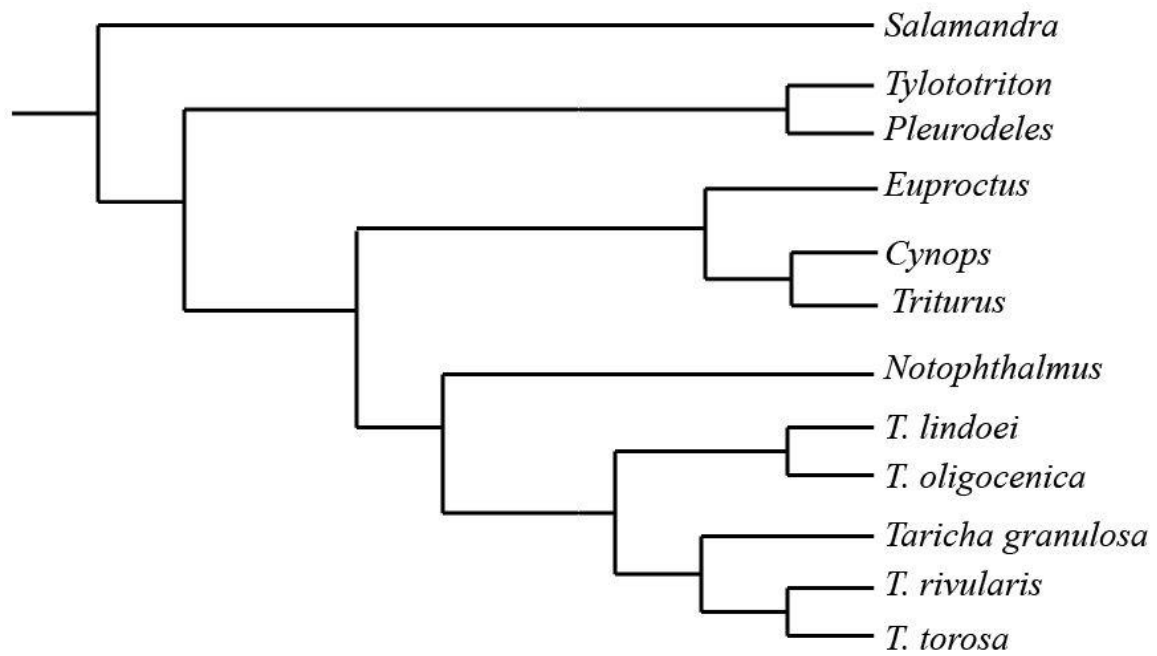 Salamandra
Tylototriton
Pleurodeles
Euproctus
Cynops
Triturus
Notophthalmus
T. lindoei
T. oligocenica
Taricha granulosa
T. rivularis
T. torosa